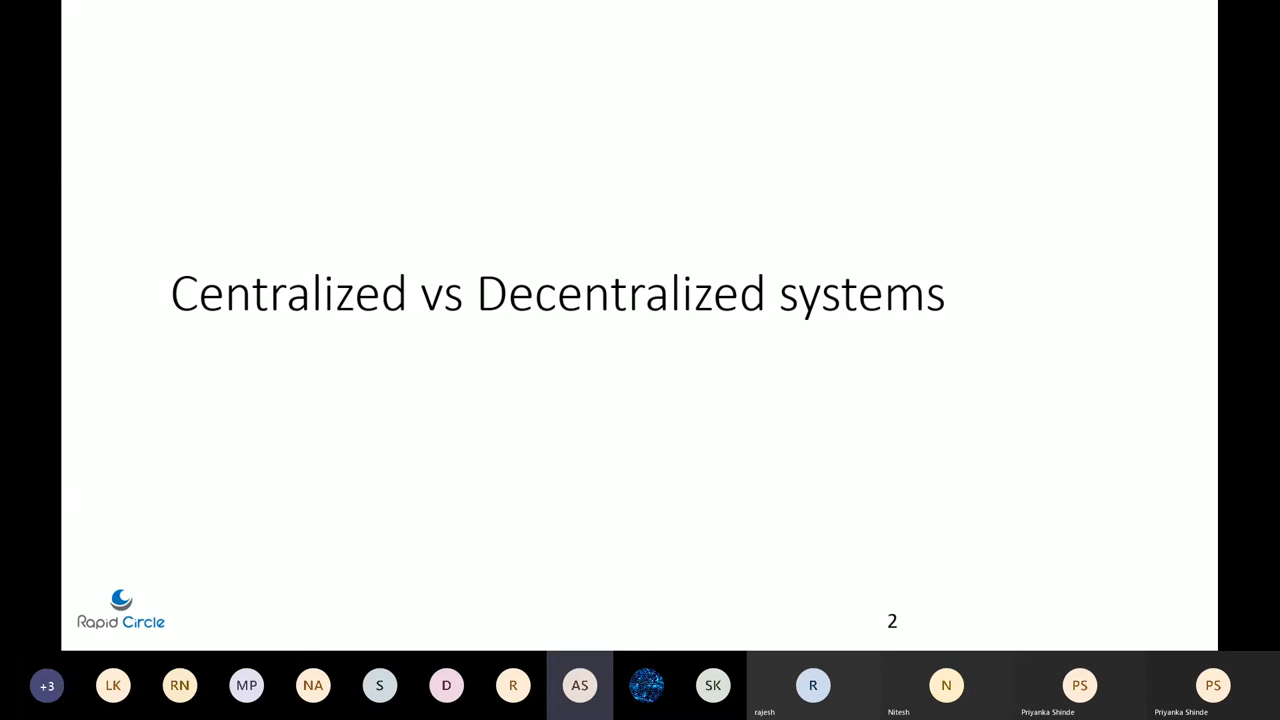 Centralized vs Decentralized systems
Rapid Circle
2
+3
LK
RN
MP
NA
S
D
R
AS
SK
R
N
PS
PS
rajesh
Nitesh
Priyanka Shinde
Priyanka Shinde